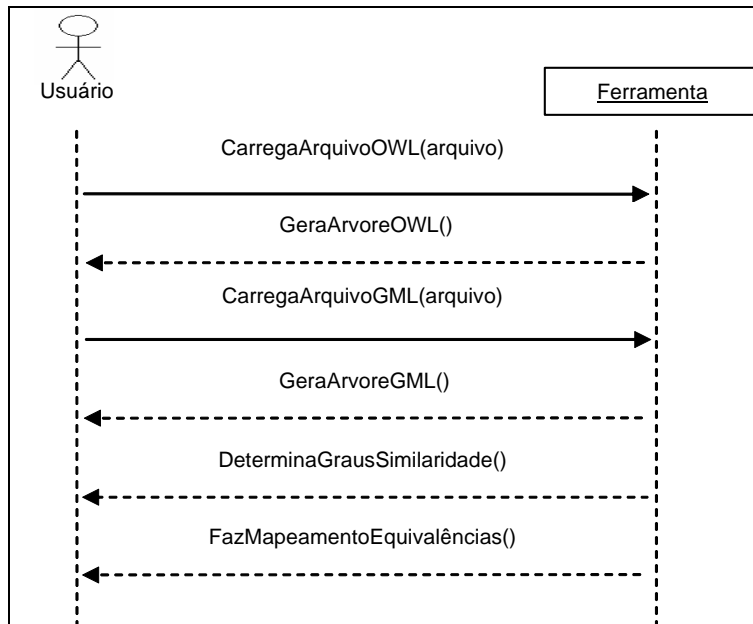 Usuário
Ferramenta
CarregaArquivoOWL(arquivo)
GeraArvoreOWL()
CarregaArquivoGML(arquivo)
GeraArvoreGML()
DeterminaGrausSimilaridade()
FazMapeamentoEquivalências()